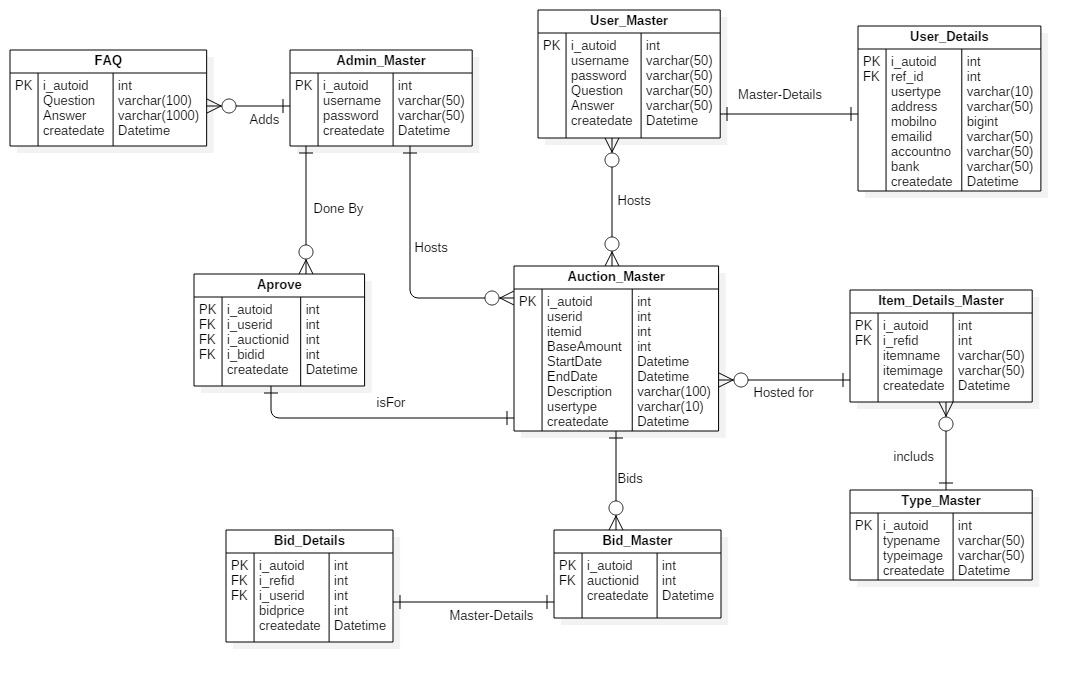 FAQ
PK i_autoid int
Question varchar(100)
Answer varchar(1000)
createdate Datetime
Adds
Admin_Master
PK i_autoid int
username varchar(50)
password varchar(50)
createdate Datetime
User_Master
PK i_autoid int
username varchar(50)
password varchar(50)
Question varchar(50)
Answer varchar(50)
createdate Datetime
Master-Details
User_Details
PK i_autoid int
FK ref_id int
usertype varchar(10)
address varchar(50)
mobilno bigint
emailid varchar(50)
accountno varchar(50)
bank varchar(50)
createdate Datetime
Done By
Hosts
Hosts
Aprove
PK i_autoid int
FK i_userid int
FK i_auctionid int
FK i_bidid int
createdate Datetime
isFor
Auction_Master
PK i_autoid int
userid int
itemid int
BaseAmount int
StartDate Datetime
EndDate Datetime
Description varchar(100)
usertype varchar(10)
createdate Datetime
Hosted for
Item_Details_Master
PK i_autoid int
FK i_refid int
itemname varchar(50)
itemimage varchar(50)
createdate Datetime
includs
Bids
Type_Master
PK i_autoid int
typename varchar(50)
typeimage varchar(50)
createdate Datetime
Bid_Details
PK i_autoid int
FK i_refid int
FK i_userid int
bidprice int
createdate Datetime
Master-Details
Bid_Master
PK i_autoid int
FK auctionid int
createdate Datetime